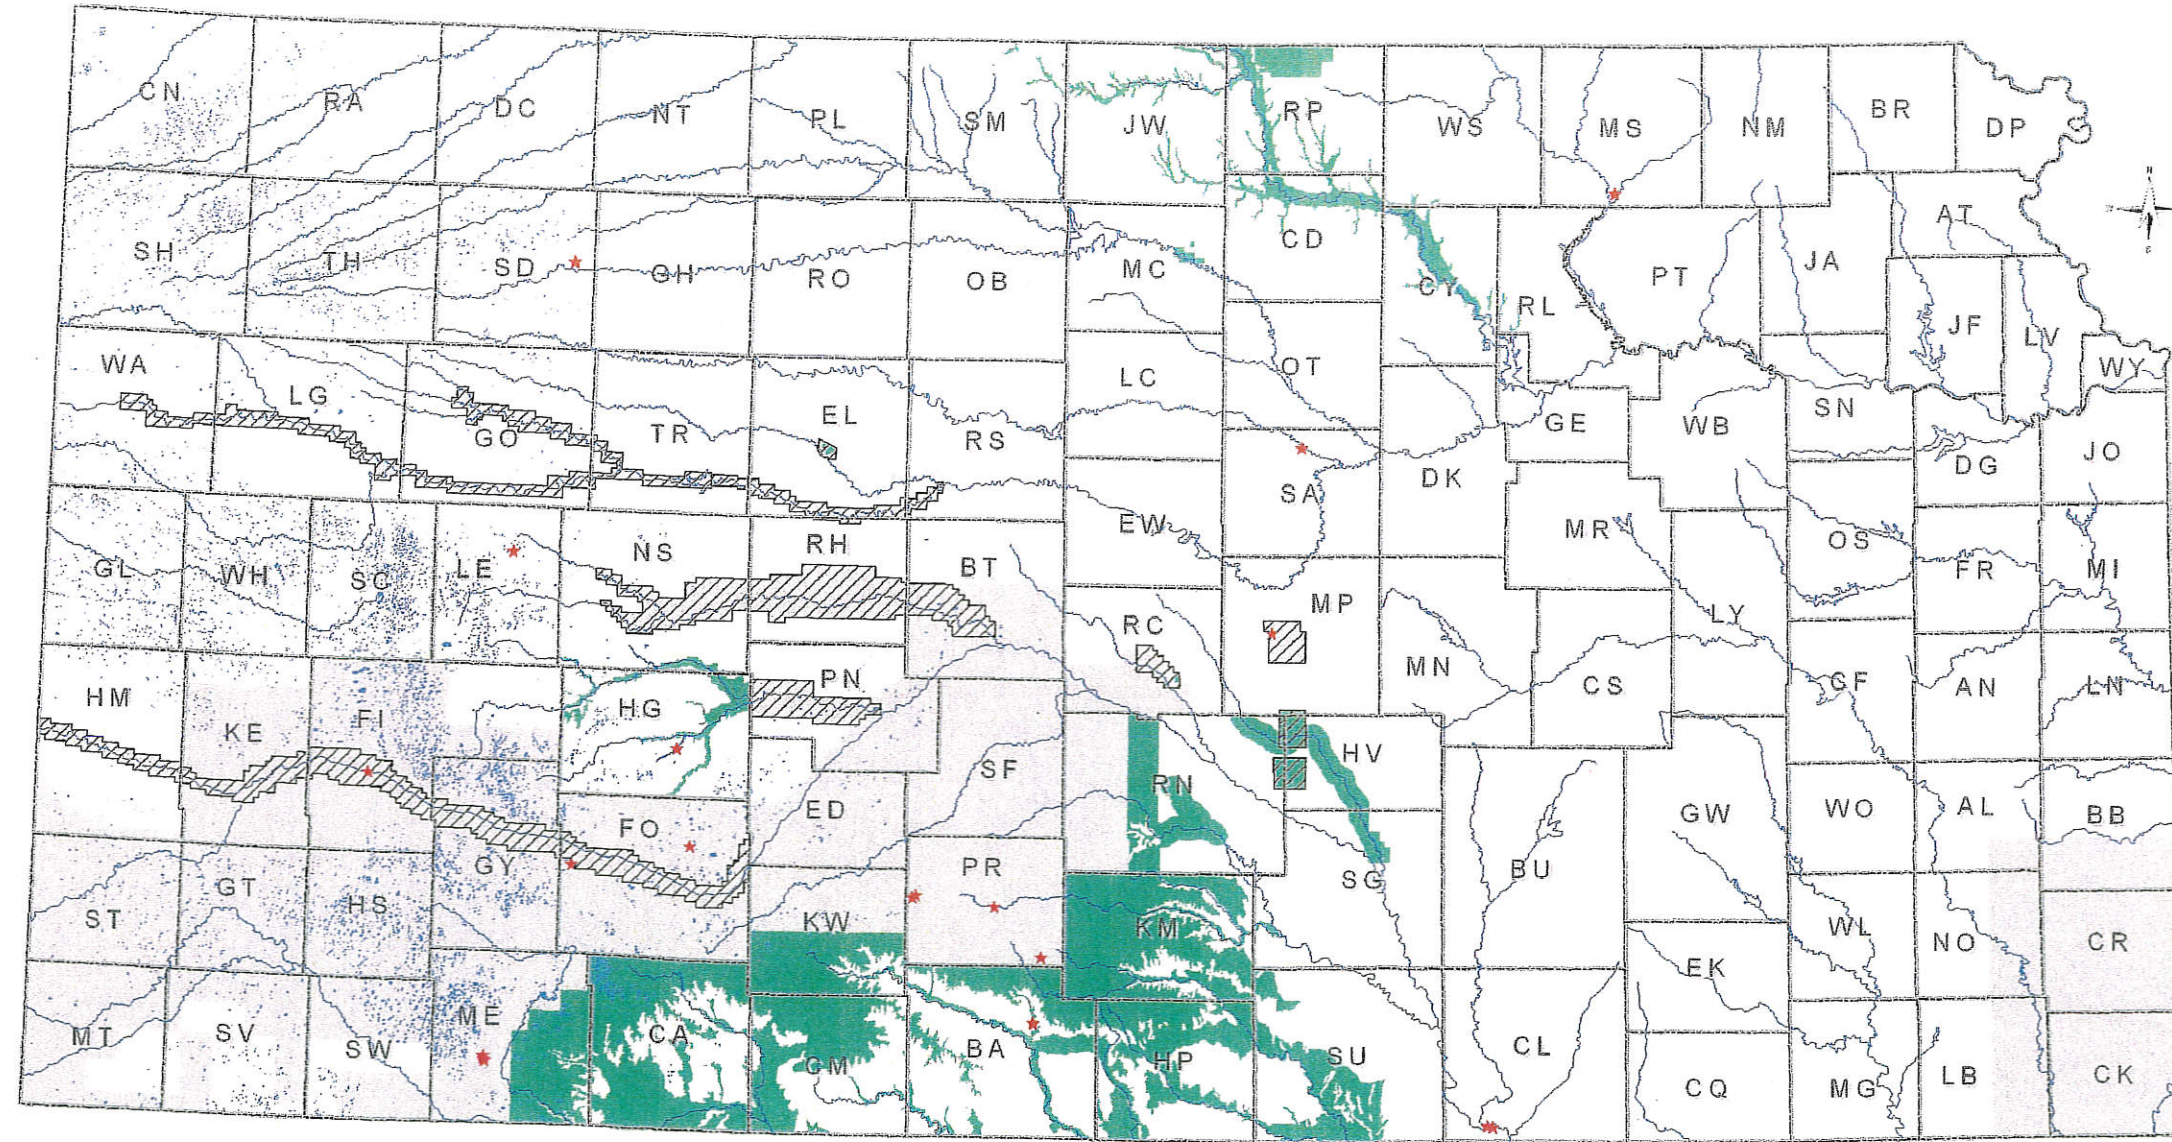 CN RA DC NT PL SM JW RP WS MS NM BR DP
SH TH SD GH RO OB MC CD CY RL PT JA AT
JF LV WY
WA LG GO TR EL RS LC OT DK GE WB SN DG JO
SA
GL WH SC LE NS RH BT EW MR OS FR MI
RC MP MN CS LY CF AN LN
HM KE FI HG PN SF RN HV
GY FO ED PR SG BU GW WO AL BB
ST GT HS KW KM EK WL NO CR
MT SV SW ME CA CM BA HP SU CL CQ MG LB CK
N